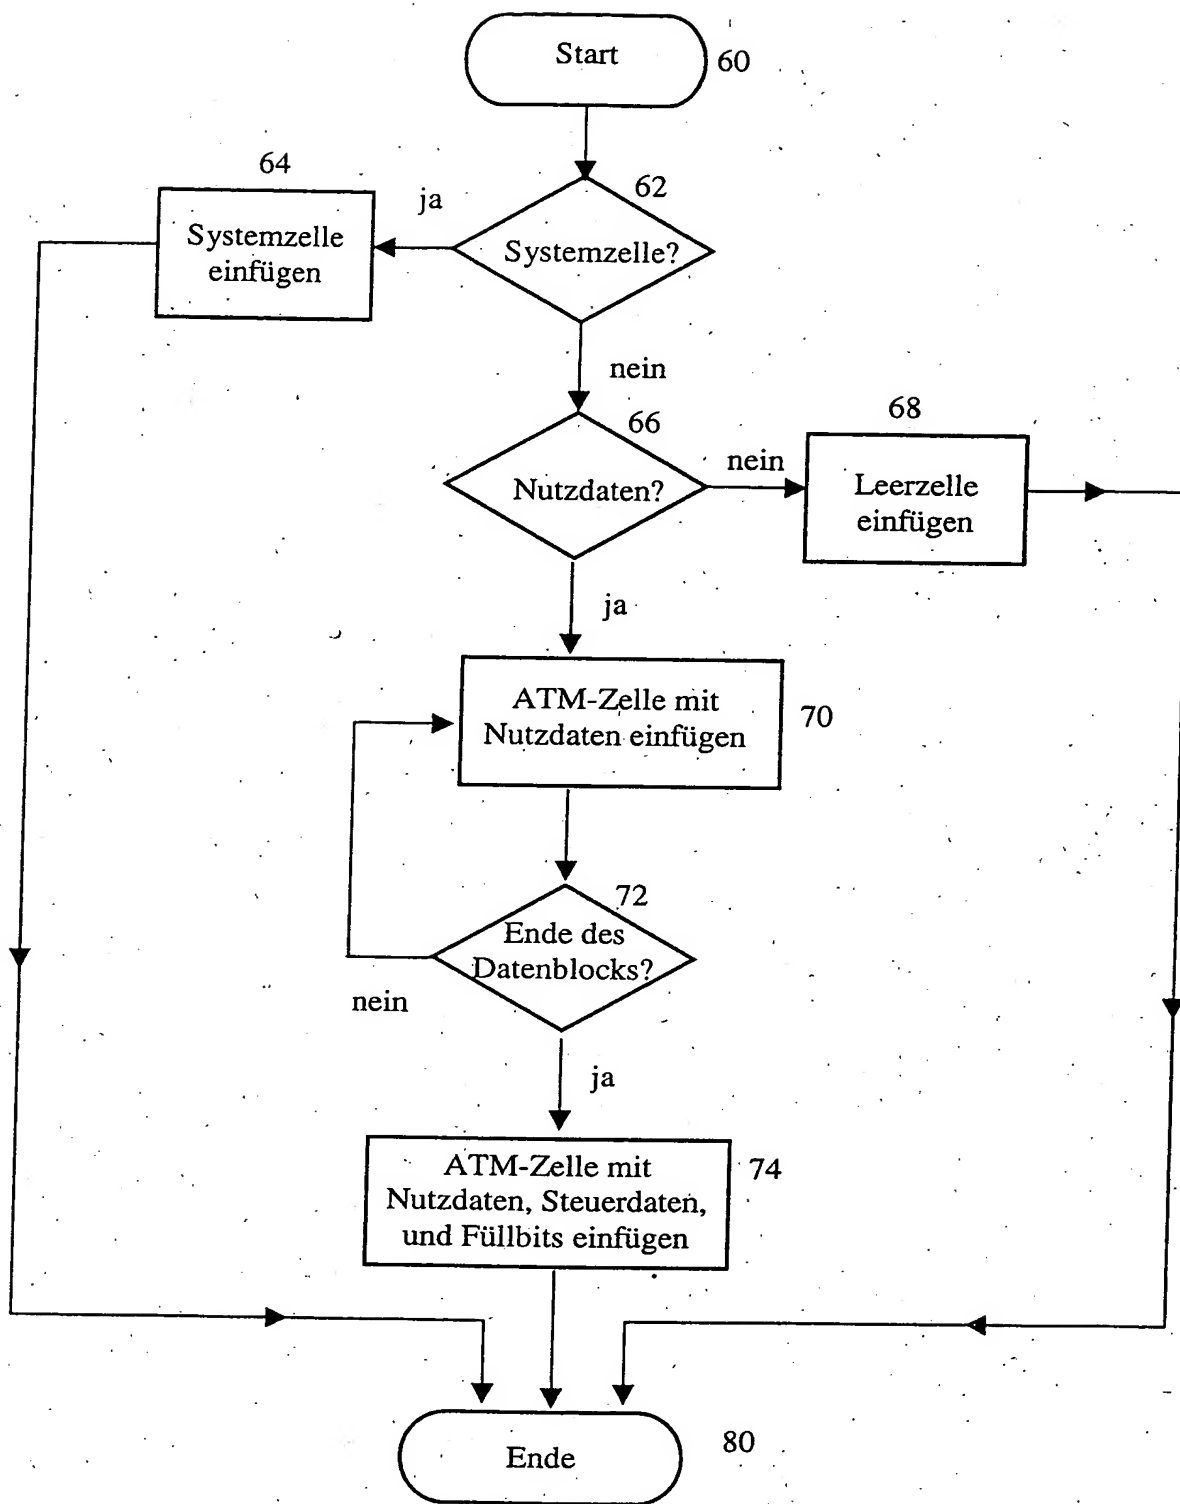 Start
60
64
62
ja
Systemzelle
einfügen
Systemzelle?
nein
66
68
nein
Nutzdaten?
Leerzelle
einfügen
ja
ATM-Zelle mit
Nutzdaten einfügen
70
72
Ende des
Datenblocks?
nein
ja
ATM-Zelle mit
Nutzdaten, Steuerdaten,
und Füllbits einfügen
74
Ende
80